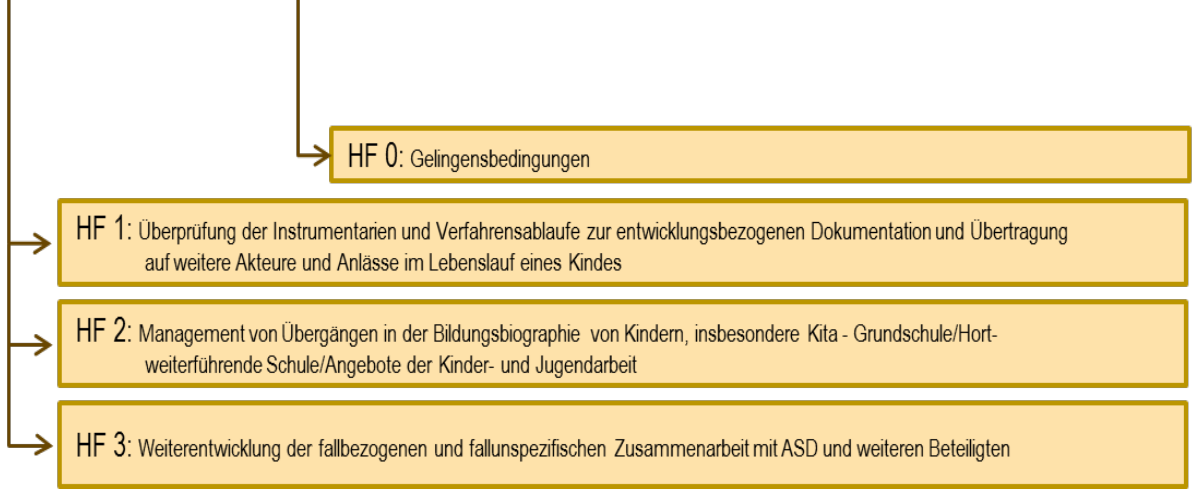 HF 0: Gelingensbedingungen
HF 1: Überprüfung der Instrumentarien und Verfahrensablaufe zur entwicklungsbezogenen Dokumentation und Übertragung
auf weitere Akteure und Anlässe im Lebenslauf eines Kindes
HF 2: Management von Übergängen in der Bildungsbiographie von Kindern, insbesondere Kita - Grundschule/Hort-
weiterführende Schule/Angebote der Kinder- und Jugendarbeit
HF 3: Weiterentwicklung der fallbezogenen und fallunspezifischen Zusammenarbeit mit ASD und weiteren Beteiligten